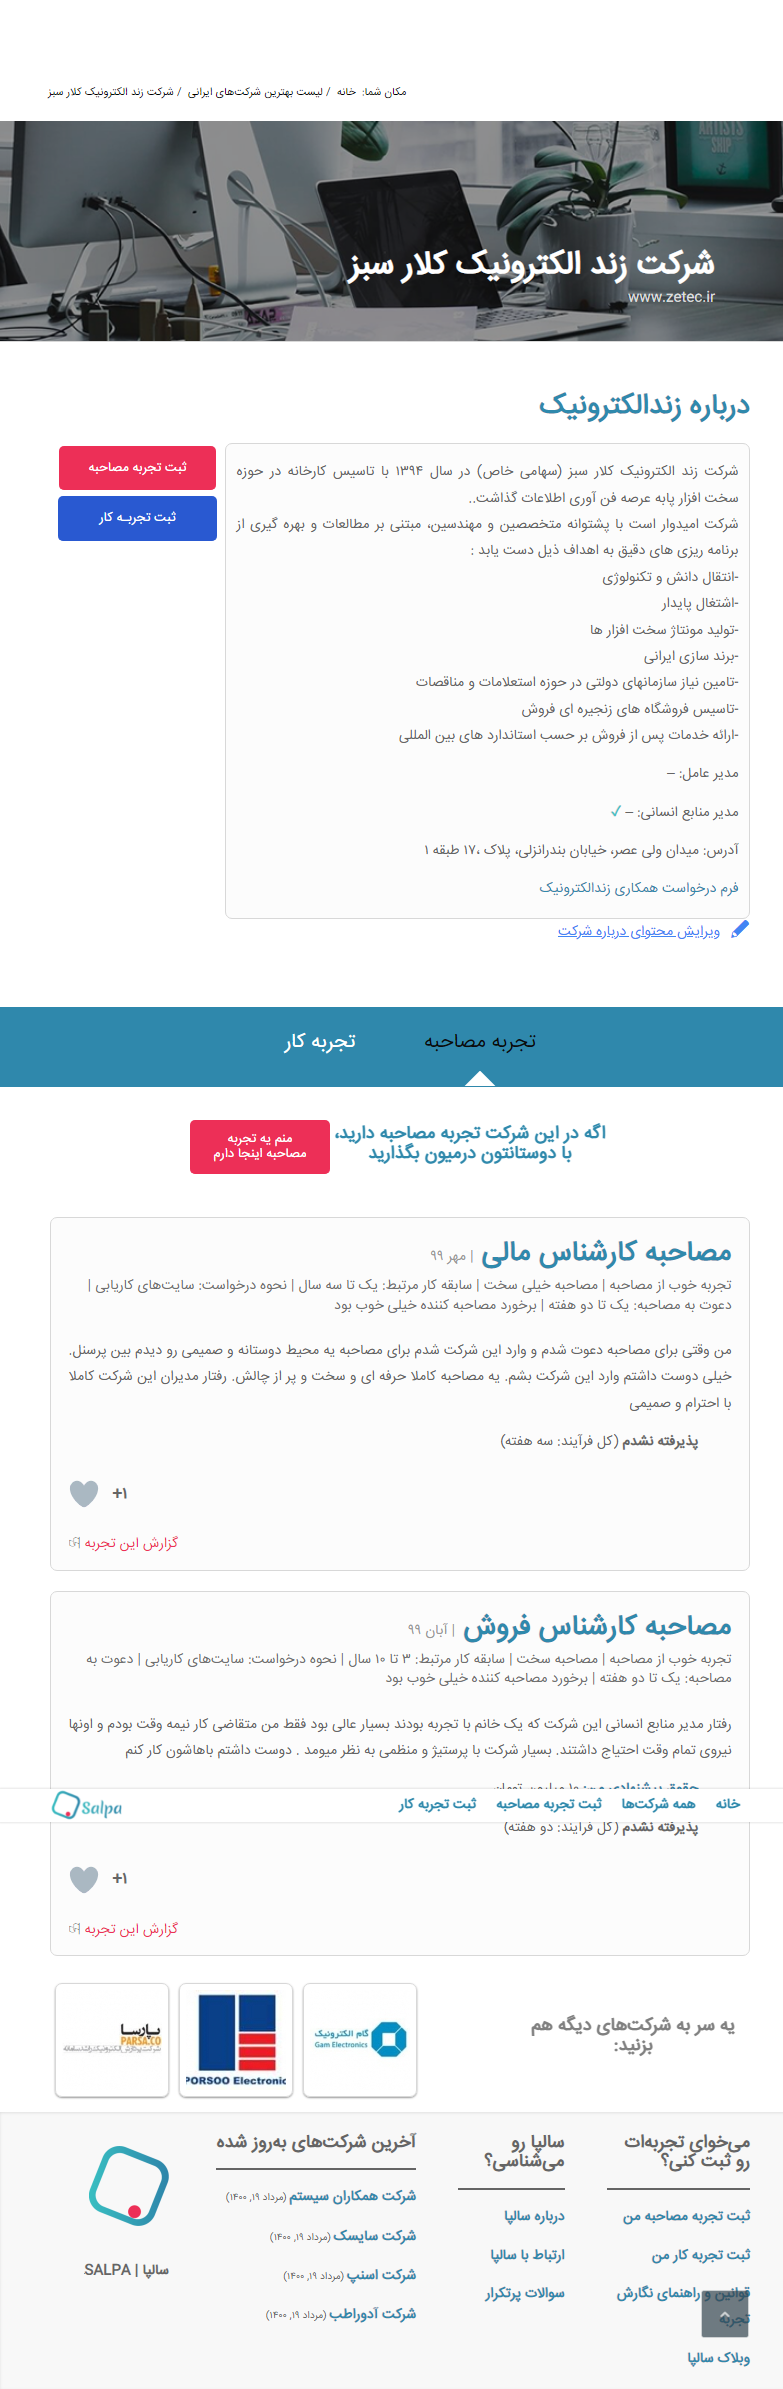 مکان شما: خانه / لیست بهترین شرکت‌های ایرانی / شرکت زند الکترونیک کلار سبز
ARTISTS
SHIP
شرکت زند الکترونیک کلار سبز
www.zetec.ir
درباره زندالکترونیک
شرکت زند الکترونیک کلار سبز (سهامی خاص) در سال ۱۳۹۴ با تاسیس کارخانه در حوزه
سخت افزار پابه عرصه فن آوری اطلاعات گذاشت..
شرکت امیدوار است با پشتوانه متخصصین و مهندسین، مبتنی بر مطالعات و بهره گیری از
برنامه ریزی های دقیق به اهداف ذیل دست یابد :
-انتقال دانش و تکنولوژی
-اشتغال پایدار
-تولید مونتاژ سخت افزار ها
-برند سازی ایرانی
-تامین نیاز سازمانهای دولتی در حوزه استعلامات و مناقصات
-تاسیس فروشگاه های زنجیره ای فروش
-ارائه خدمات پس از فروش بر حسب استاندارد های بین المللی
مدیر عامل: –
مدیر منابع انسانی: – ✓
آدرس: میدان ولی عصر، خیابان بندرانزلی، پلاک ۱۷، طبقه ۱
فرم درخواست همکاری زندالکترونیک
ثبت تجربه مصاحبه
ثبت تجربـه کار
ویرایش محتوای درباره شرکت
تجربه مصاحبه
تجربه کار
اگه در این شرکت تجربه مصاحبه دارید،
با دوستانتون درمیون بگذارید
منم یه تجربه
مصاحبه اینجا دارم
مصاحبه کارشناس مالی | مهر ۹۹
تجربه خوب از مصاحبه | مصاحبه خیلی سخت | سابقه کار مرتبط: یک تا سه سال | نحوه درخواست: سایت‌های کاریابی |
دعوت به مصاحبه: یک تا دو هفته | برخورد مصاحبه کننده خیلی خوب بود
من وقتی برای مصاحبه دعوت شدم و وارد این شرکت شدم برای مصاحبه یه محیط دوستانه و صمیمی رو دیدم بین پرسنل.
خیلی دوست داشتم وارد این شرکت بشم. یه مصاحبه کاملا حرفه ای و سخت و پر از چالش. رفتار مدیران این شرکت کاملا
با احترام و صمیمی
پذیرفته نشدم (کل فرآیند: سه هفته)
+۱
گزارش این تجربه
مصاحبه کارشناس فروش | آبان ۹۹
تجربه خوب از مصاحبه | مصاحبه سخت | سابقه کار مرتبط: ۳ تا ۱۰ سال | نحوه درخواست: سایت‌های کاریابی | دعوت به
مصاحبه: یک تا دو هفته | برخورد مصاحبه کننده خیلی خوب بود
رفتار مدیر منابع انسانی این شرکت که یک خانم با تجربه بودند بسیار عالی بود فقط من متقاضی کار نیمه وقت بودم و اونها
نیروی تمام وقت احتیاج داشتند. بسیار شرکت با پرستیژ و منظمی به نظر میومد . دوست داشتم باهاشون کار کنم
حقوق پیشنهادی من: ۱۰ میلیون تومان
خانه
همه شرکت‌ها
ثبت تجربه مصاحبه
ثبت تجربه کار
Salpa
پذیرفته نشدم (کل فرآیند: دو هفته)
+۱
گزارش این تجربه
یه سر به شرکت‌های دیگه هم
بزنید:
گام الکترونیک
Gam Electronics
PORSOO Electronic
پارسا
PARSA.CO
می‌خوای تجربه‌ات
رو ثبت کنی؟
ثبت تجربه مصاحبه من
ثبت تجربه کار من
قوانین و راهنمای نگارش
تجربه
وبلاگ سالپا
سالپا رو
می‌شناسی؟
درباره سالپا
ارتباط با سالپا
سوالات پرتکرار
آخرین شرکت‌های به‌روز شده
شرکت همکاران سیستم (مرداد ۱۹, ۱۴۰۰)
شرکت سایسک (مرداد ۱۹, ۱۴۰۰)
شرکت اسنپ (مرداد ۱۹, ۱۴۰۰)
شرکت آدوراطب (مرداد ۱۹, ۱۴۰۰)
سالپا | SALPA